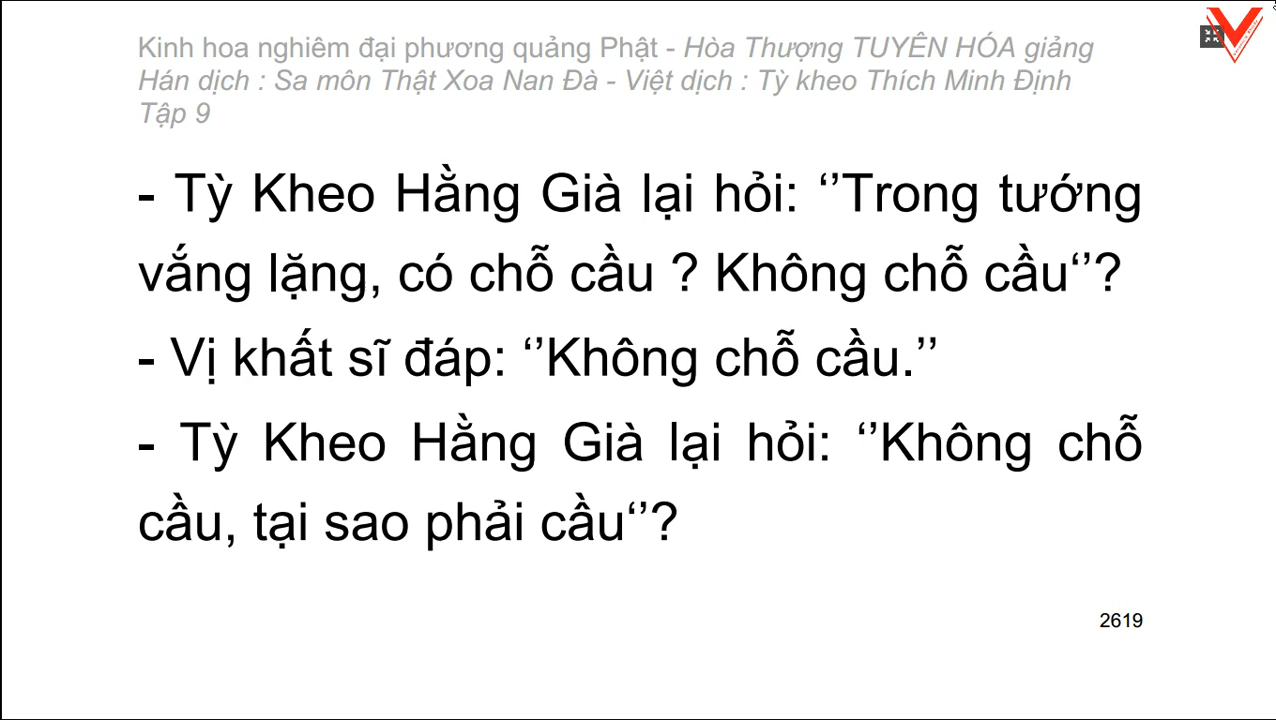 Kinh hoa nghiêm đại phương quảng Phật - Hòa Thượng TUYÊN HÓA giảng
Hán dịch : Sa môn Thật Xoa Nan Đà - Việt dịch : Tỳ kheo Thích Minh Định
Tập 9
- Tỳ Kheo Hằng Già lại hỏi: ‘’Trong tướng
vắng lặng, có chỗ cầu ? Không chỗ cầu‘’?
- Vị khất sĩ đáp: ‘’Không chỗ cầu.’’
- Tỳ Kheo Hằng Già lại hỏi: ‘’Không chỗ
cầu, tại sao phải cầu‘’?
2619